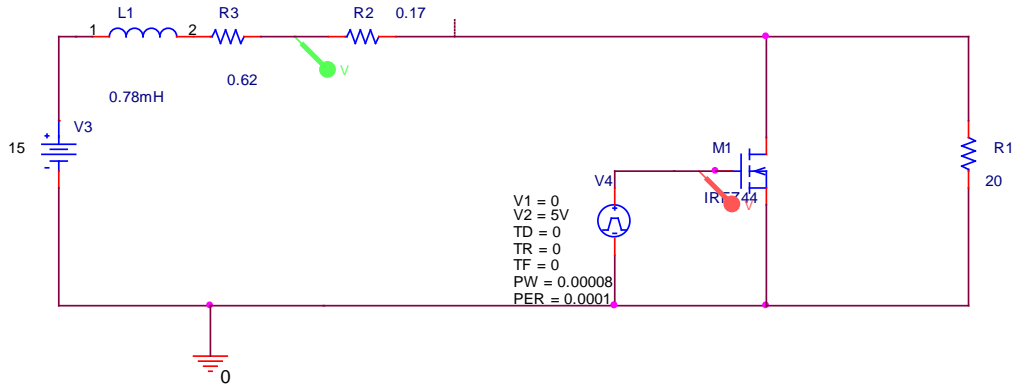 L1
R3
R2
0.17
1
2
V
0.62
0.78mH
V3
15
M1
R1
V4
20
IRFZ44
V
V1 = 0
V2 = 5V
TD = 0
TR = 0
TF = 0
PW = 0.00008
PER = 0.0001
0